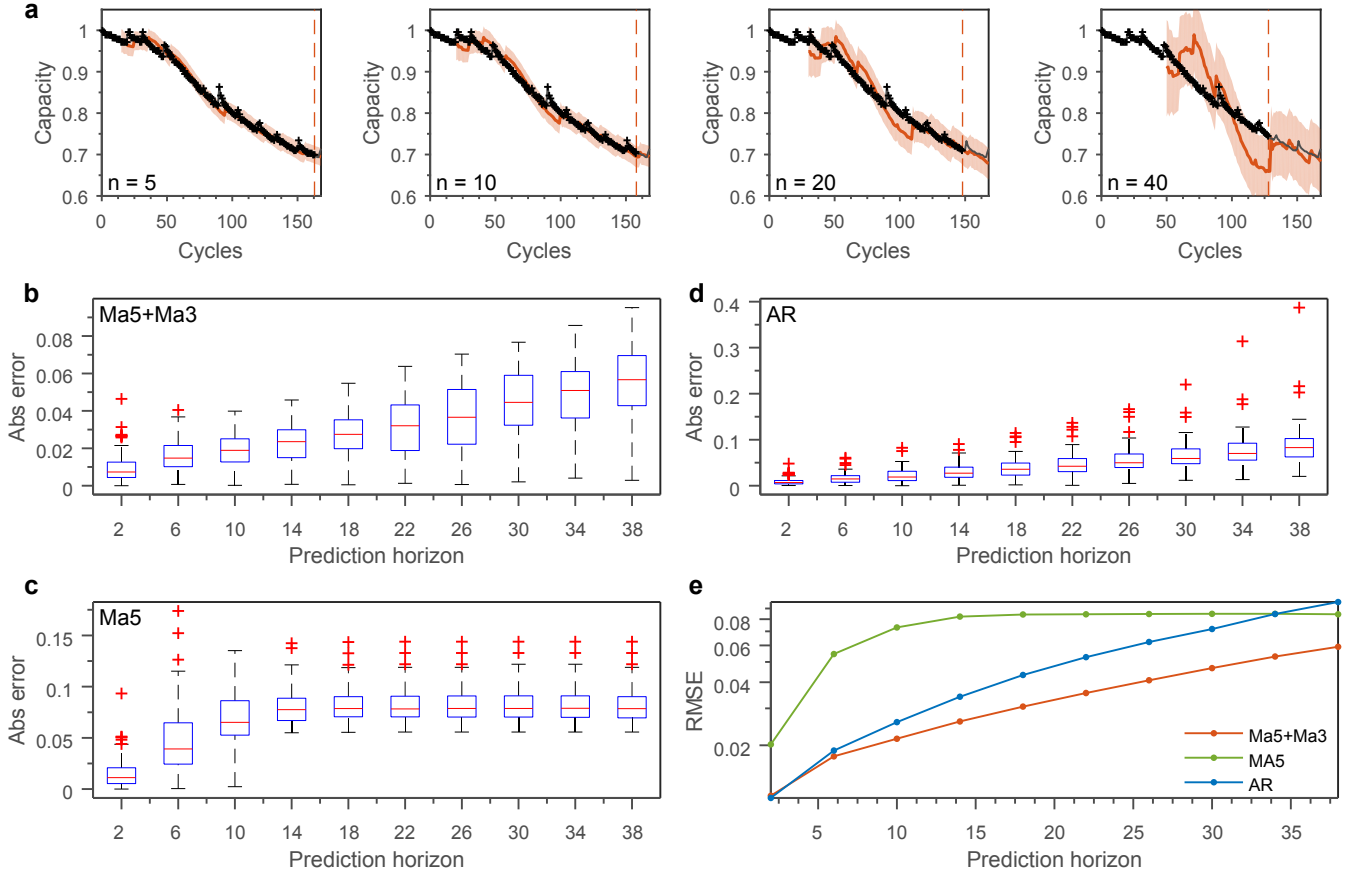 a
1
0.9
0.8
0.7
0.6
Capacity
n = 5
0 50 100 150
Cycles
1
0.9
0.8
0.7
0.6
Capacity
n = 10
0 50 100 150
Cycles
1
0.9
0.8
0.7
0.6
Capacity
n = 20
0 50 100 150
Cycles
1
0.9
0.8
0.7
0.6
Capacity
n = 40
0 50 100 150
Cycles
b
Ma5+Ma3
0.08
0.06
0.04
0.02
0
Abs error
2 6 10 14 18 22 26 30 34 38
Prediction horizon
d
AR
0.4
0.3
0.2
0.1
0
Abs error
2 6 10 14 18 22 26 30 34 38
Prediction horizon
c
Ma5
0.15
0.1
0.05
0
Abs error
2 6 10 14 18 22 26 30 34 38
Prediction horizon
e
0.08
0.06
0.04
0.02
RMSE
Ma5+Ma3
MA5
AR
5 10 15 20 25 30 35
Prediction horizon